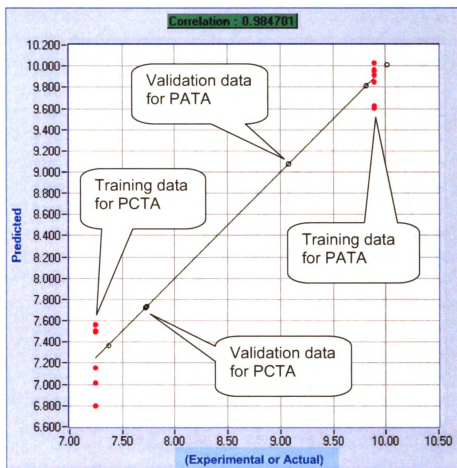 Correlation : 0.984701
10.200
10.000
9.800
9.600
9.400
9.200
9.000
8.800
8.600
8.400
8.200
8.000
7.800
7.600
7.400
7.200
7.000
6.800
6.600
Predicted
Validation data
for PATA
Training data
for PCTA
Training data
for PATA
Validation data
for PCTA
7.00
7.50
8.00
8.50
9.00
9.50
10.00
10.50
(Experimental or Actual)